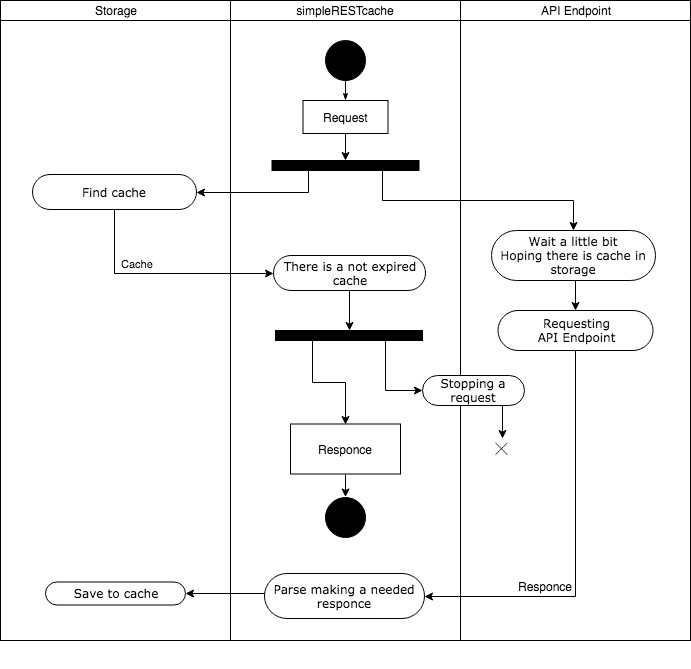 Storage
simpleRESTcache
API Endpoint
Request
Find cache
Wait a little bit
Hoping there is cache in
storage
Cache
There is a not expired
cache
Requesting
API Endpoint
Stopping a
request
Responce
Responce
Save to cache
Parse making a needed
responce